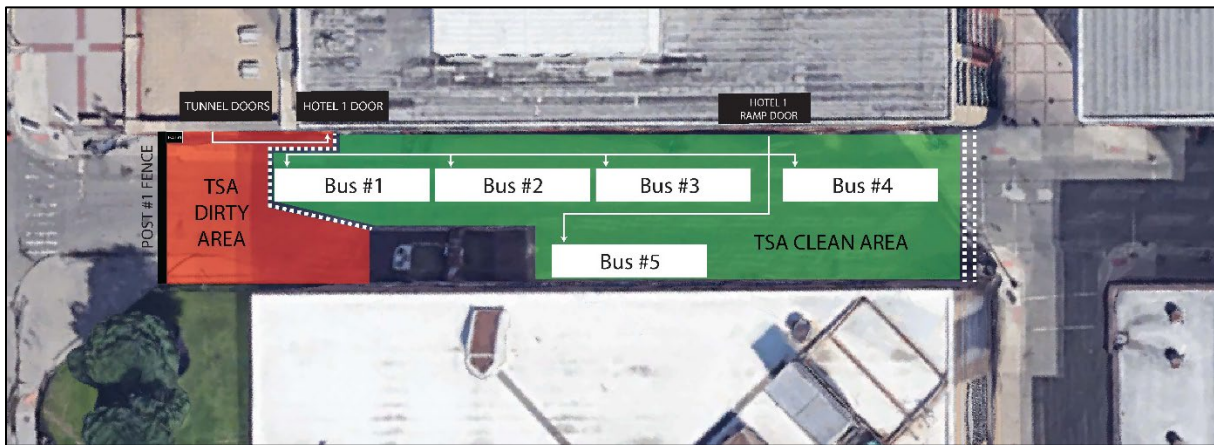 TUNNEL DOORS
HOTEL 1 DOOR
HOTEL 1
RAMP DOOR
POST #1 FENCE
TSA
DIRTY
AREA
Bus #1
Bus #2
Bus #3
Bus #4
Bus #5
TSA CLEAN AREA